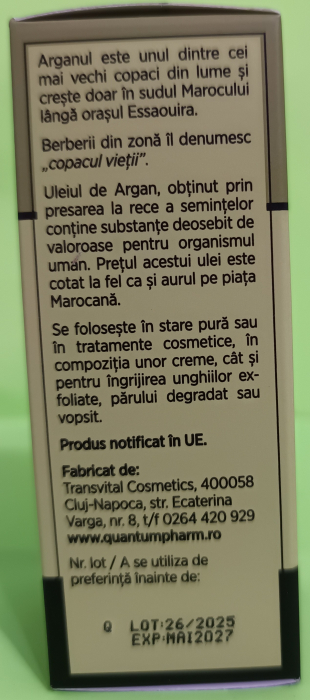 Arganul este unul dintre cei
mai vechi copaci din lume și
crește doar în sudul Marocului
lângă orașul Essaouira.
Berberii din zonă îl denumesc
„copacul vieții”.
Uleiul de Argan, obținut prin
presarea la rece a semințelor
conține substanțe deosebit de
valoroase pentru organismul
uman. Prețul acestui ulei este
cotat la fel ca și aurul pe piața
Marocană.
Se folosește în stare pură sau
în tratamente cosmetice, în
compoziția unor creme, cât și
pentru îngrijirea unghiilor ex-
foliate, părului degradat sau
vopsit.
Produs notificat în UE.
Fabricat de:
Transvital Cosmetics, 400058
Cluj-Napoca, str. Ecaterina
Varga, nr. 8, t/f 0264 420 929
www.quantumpharm.ro
Nr. lot / A se utiliza de
preferință înainte de:
Q LOT:26/2025
EXP:MAI2027